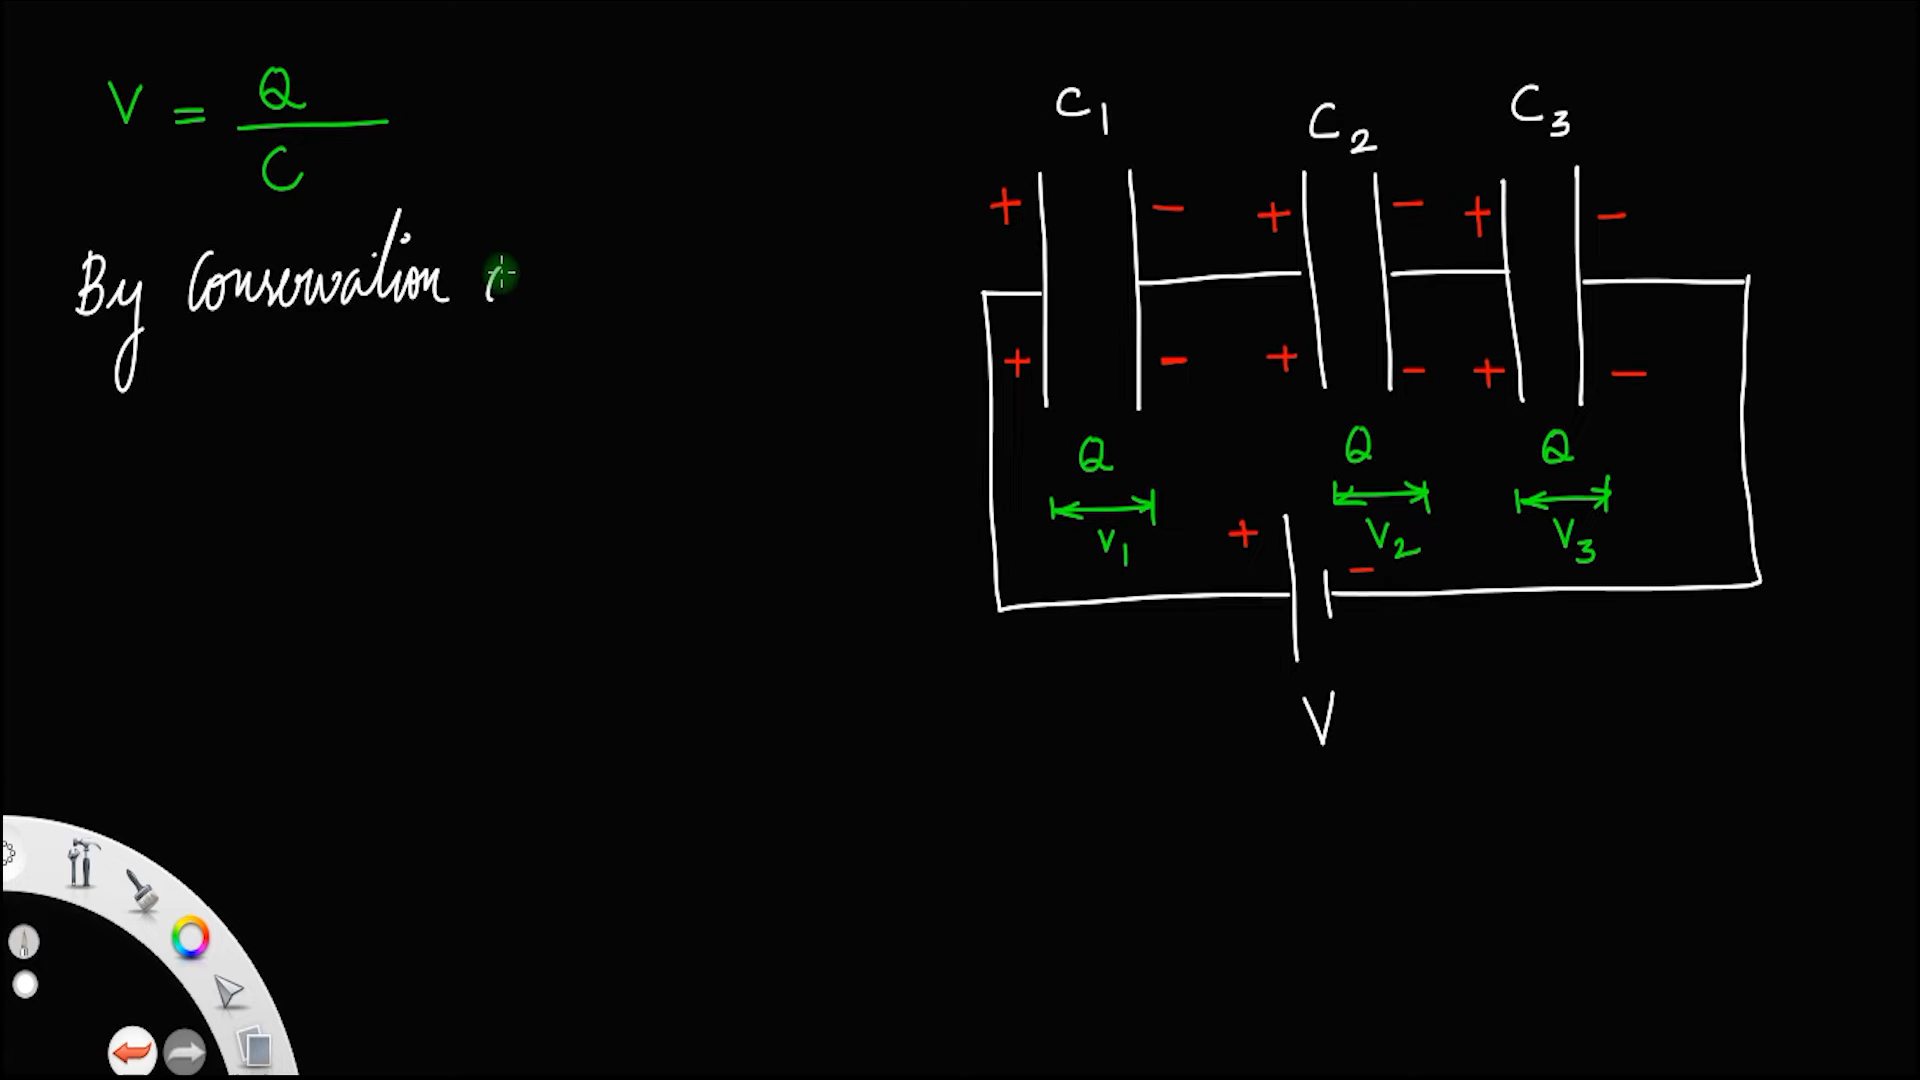 V = Q / C
By Conservation
C1 C2 C3
+ - + - + -
+ - + - + -
Q Q Q
V1 V2 V3
+ -
V